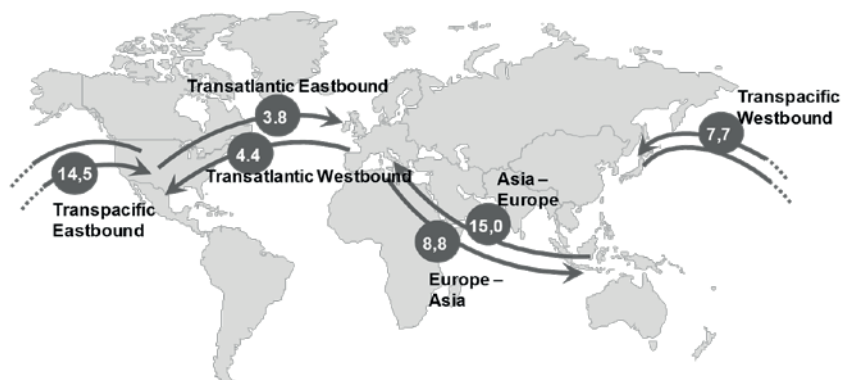 Transatlantic Eastbound
3.8
4.4
Transatlantic Westbound
14,5
Transpacific
Eastbound
Transpacific
Westbound
7,7
Asia –
Europe
15,0
8,8
Europe –
Asia